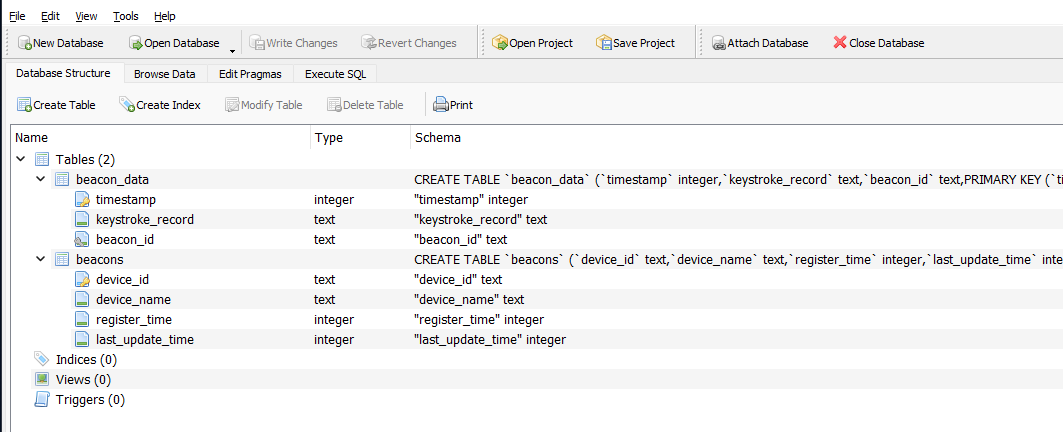 File Edit View Tools Help
New Database Open Database Write Changes Revert Changes Open Project Save Project Attach Database Close Database
Database Structure Browse Data Edit Pragmas Execute SQL
Create Table Create Index Modify Table Delete Table Print
Name Type Schema
Tables (2)
beacon_data CREATE TABLE `beacon_data` (`timestamp` integer,`keystroke_record` text,`beacon_id` text,PRIMARY KEY (`ti
timestamp integer "timestamp" integer
keystroke_record text "keystroke_record" text
beacon_id text "beacon_id" text
beacons CREATE TABLE `beacons` (`device_id` text,`device_name` text,`register_time` integer,`last_update_time` inte
device_id text "device_id" text
device_name text "device_name" text
register_time integer "register_time" integer
last_update_time integer "last_update_time" integer
Indices (0)
Views (0)
Triggers (0)